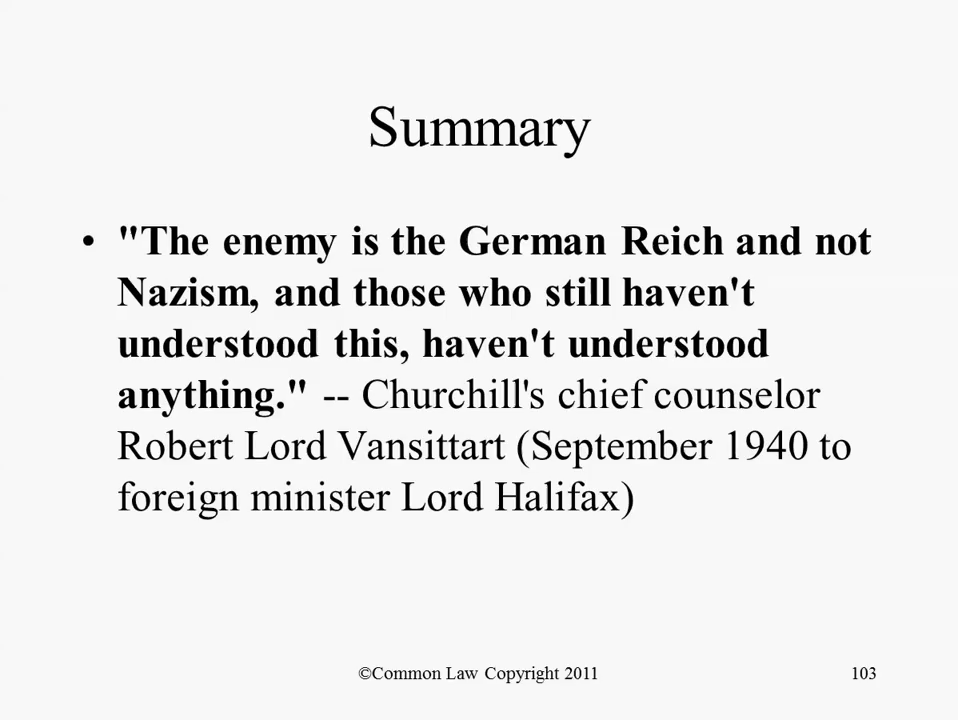 Summary
• "The enemy is the German Reich and not
Nazism, and those who still haven't
understood this, haven't understood
anything." -- Churchill's chief counselor
Robert Lord Vansittart (September 1940 to
foreign minister Lord Halifax)
©Common Law Copyright 2011
103